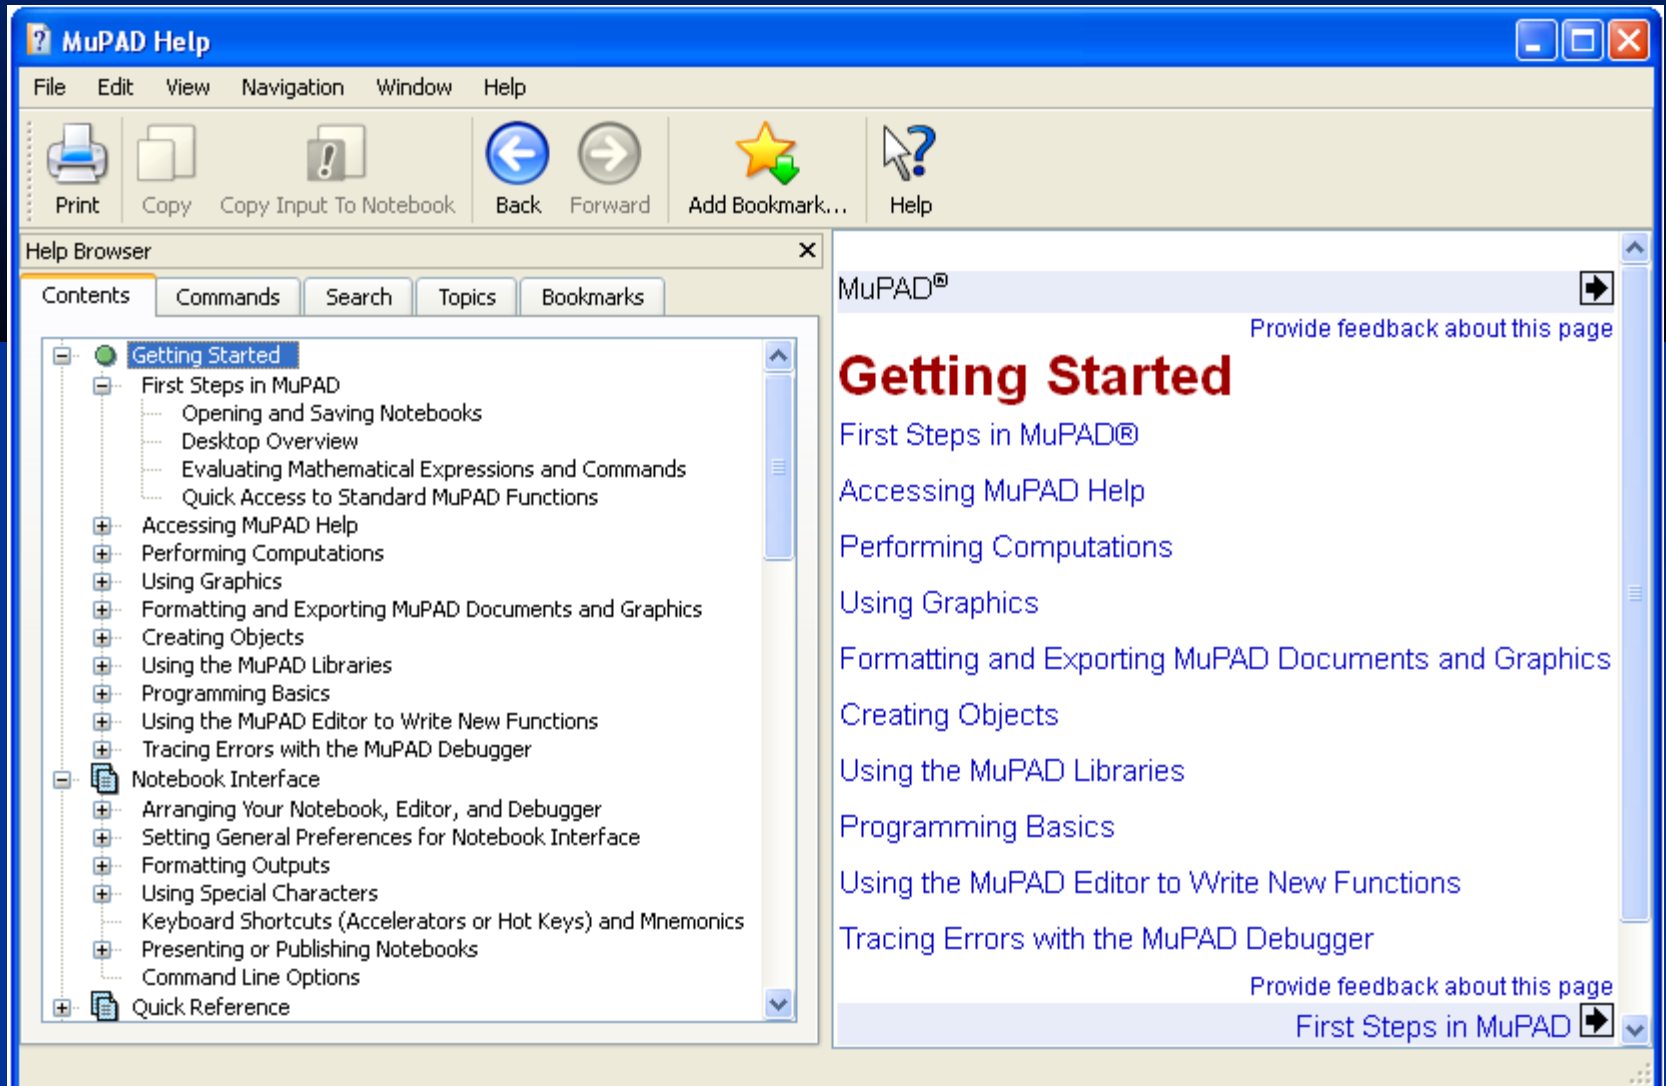 MuPAD Help
File Edit View Navigation Window Help
Print Copy Copy Input To Notebook Back Forward Add Bookmark... Help
Help Browser
Contents Commands Search Topics Bookmarks
Getting Started
First Steps in MuPAD
Opening and Saving Notebooks
Desktop Overview
Evaluating Mathematical Expressions and Commands
Quick Access to Standard MuPAD Functions
Accessing MuPAD Help
Performing Computations
Using Graphics
Formatting and Exporting MuPAD Documents and Graphics
Creating Objects
Using the MuPAD Libraries
Programming Basics
Using the MuPAD Editor to Write New Functions
Tracing Errors with the MuPAD Debugger
Notebook Interface
Arranging Your Notebook, Editor, and Debugger
Setting General Preferences for Notebook Interface
Formatting Outputs
Using Special Characters
Keyboard Shortcuts (Accelerators or Hot Keys) and Mnemonics
Presenting or Publishing Notebooks
Command Line Options
Quick Reference
MuPAD®
Provide feedback about this page
Getting Started
First Steps in MuPAD®
Accessing MuPAD Help
Performing Computations
Using Graphics
Formatting and Exporting MuPAD Documents and Graphics
Creating Objects
Using the MuPAD Libraries
Programming Basics
Using the MuPAD Editor to Write New Functions
Tracing Errors with the MuPAD Debugger
Provide feedback about this page
First Steps in MuPAD